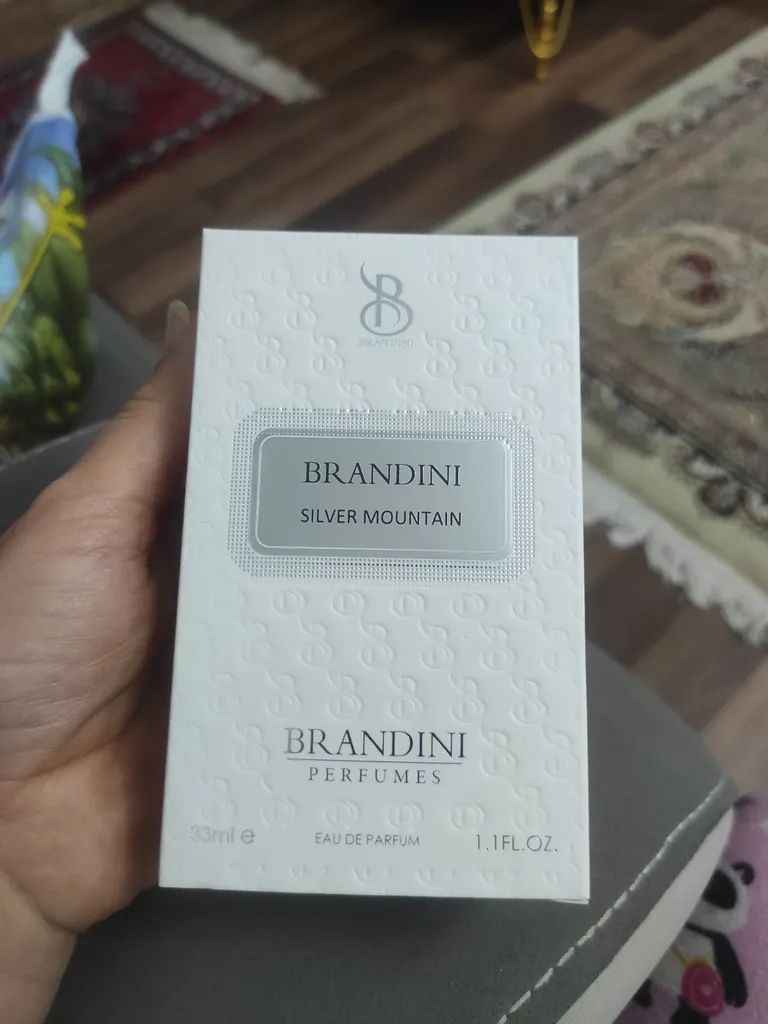 BRANDINI
BRANDINI
SILVER MOUNTAIN
BRANDINI
PERFUMES
33ml e
EAU DE PARFUM
1.1FL.OZ.